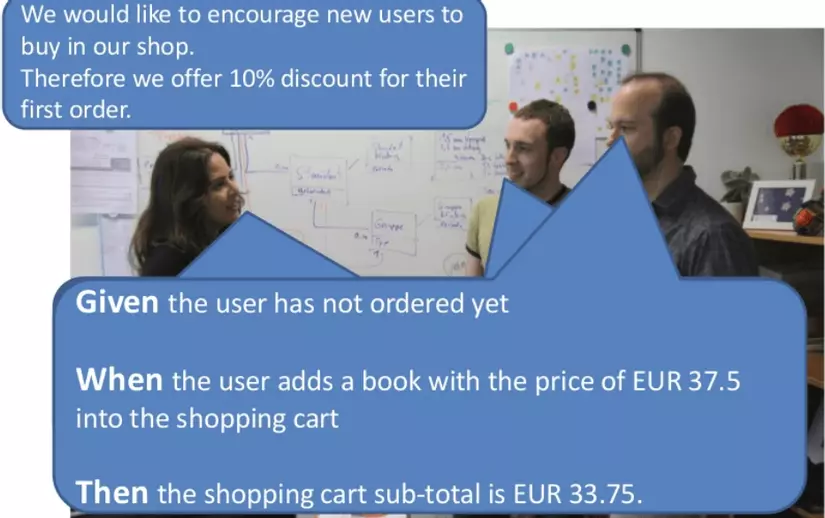 We would like to encourage new users to
buy in our shop.
Therefore we offer 10% discount for their
first order.
Given the user has not ordered yet
When the user adds a book with the price of EUR 37.5
into the shopping cart
Then the shopping cart sub-total is EUR 33.75.